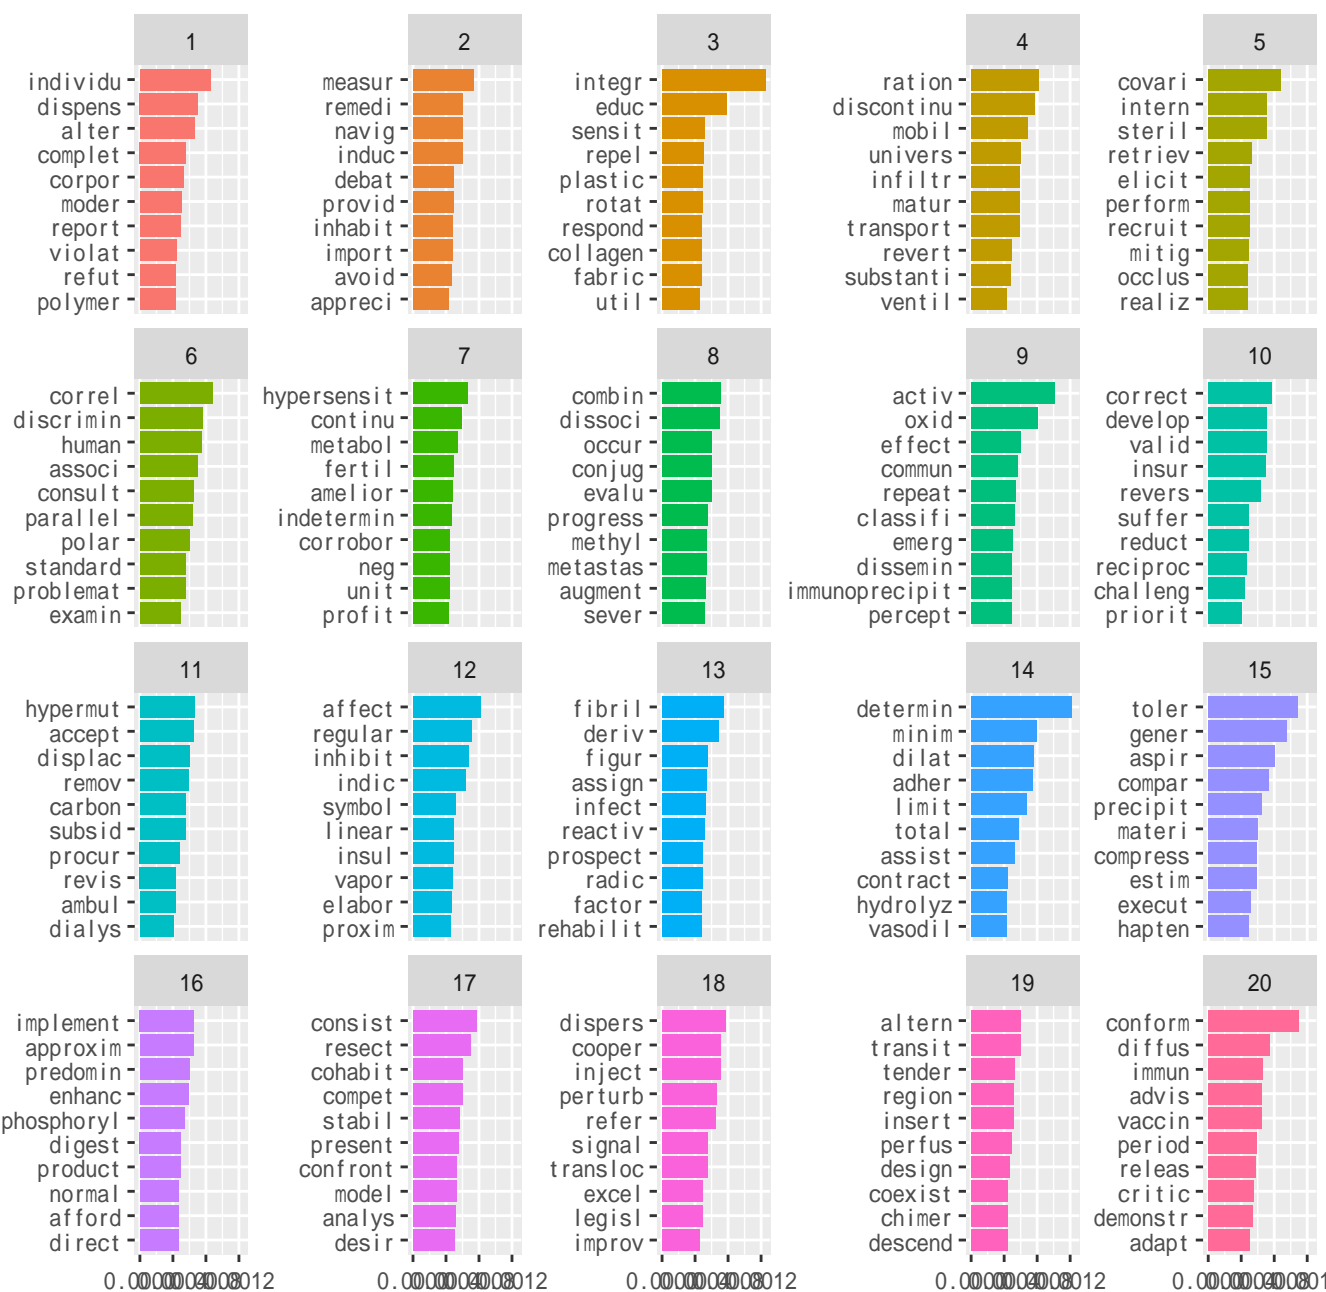 1 2 3 4 5
individu measur integr ration covari
dispens remedi educ discontinu intern
alter navig sensit mobil steril
complet induc repel univers retriev
corpor debat plastic infiltr elicit
moder provid rotat matur perform
report inhabit respond transport recruit
violat import collagen revert mitig
refut avoid fabric substanti occlus
polymer appreci util ventil realiz
6 7 8 9 10
correl hypersensit combin activ correct
discrimin continu dissoci oxid develop
human metabol occur effect valid
associ fertil conjug commun insur
consult amelior evalu repeat revers
parallel indetermin progress classifi suffer
polar corrobor methyl emerg reduct
standard neg metastas dissemin reciproc
problemat unit augment immunoprecipit challeng
examin profit sever percept priorit
11 12 13 14 15
hypermut affect fibril determin toler
accept regular deriv minim gener
displac inhibit figur dilat aspir
remov indic assign adher compar
carbon symbol infect limit precipit
subsid linear reactiv total materi
procur insul prospect assist compress
revis vapor radic contract estim
ambul elabor factor hydrolyz execut
dialys proxim rehabilit vasodil hapten
16 17 18 19 20
implement consist dispers altern conform
approxim resect cooper transit diffus
predomin cohabit inject tender immun
enhanc compet perturb region advis
phosphoryl stabil refer insert vaccin
digest present signal perfus period
product confront transloc design releas
normal model excel coexist critic
afford analys legisl chimer demonstr
direct desir improv descend adapt